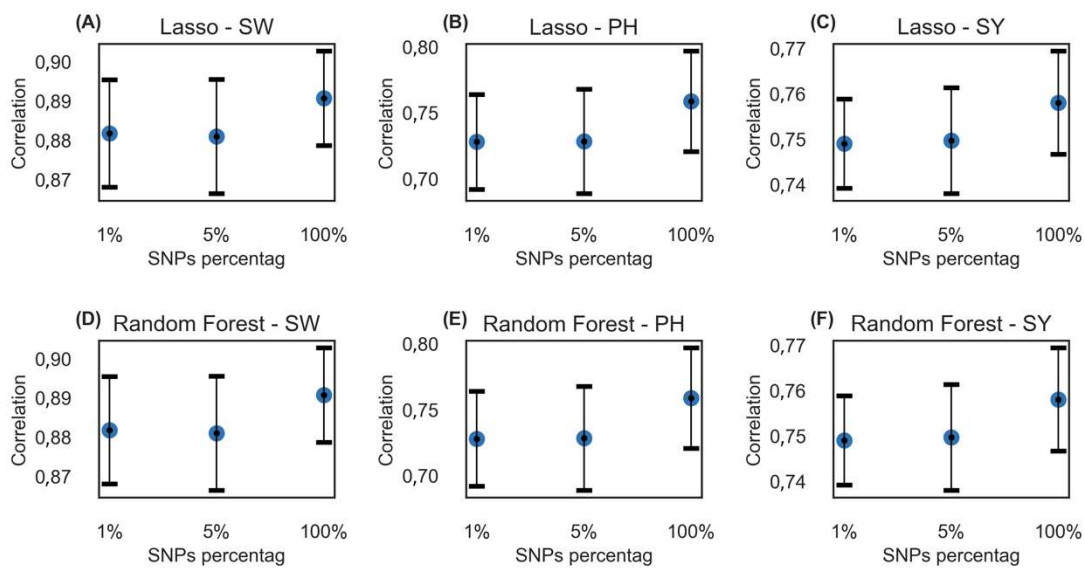 (A) Lasso - SW
Correlation
0,90
0,89
0,88
0,87
1% 5% 100%
SNPs percentag
(B) Lasso - PH
Correlation
0,80
0,75
0,70
1% 5% 100%
SNPs percentag
(C) Lasso - SY
Correlation
0,77
0,76
0,75
0,74
1% 5% 100%
SNPs percentag
(D) Random Forest - SW
Correlation
0,90
0,89
0,88
0,87
1% 5% 100%
SNPs percentag
(E) Random Forest - PH
Correlation
0,80
0,75
0,70
1% 5% 100%
SNPs percentag
(F) Random Forest - SY
Correlation
0,77
0,76
0,75
0,74
1% 5% 100%
SNPs percentag